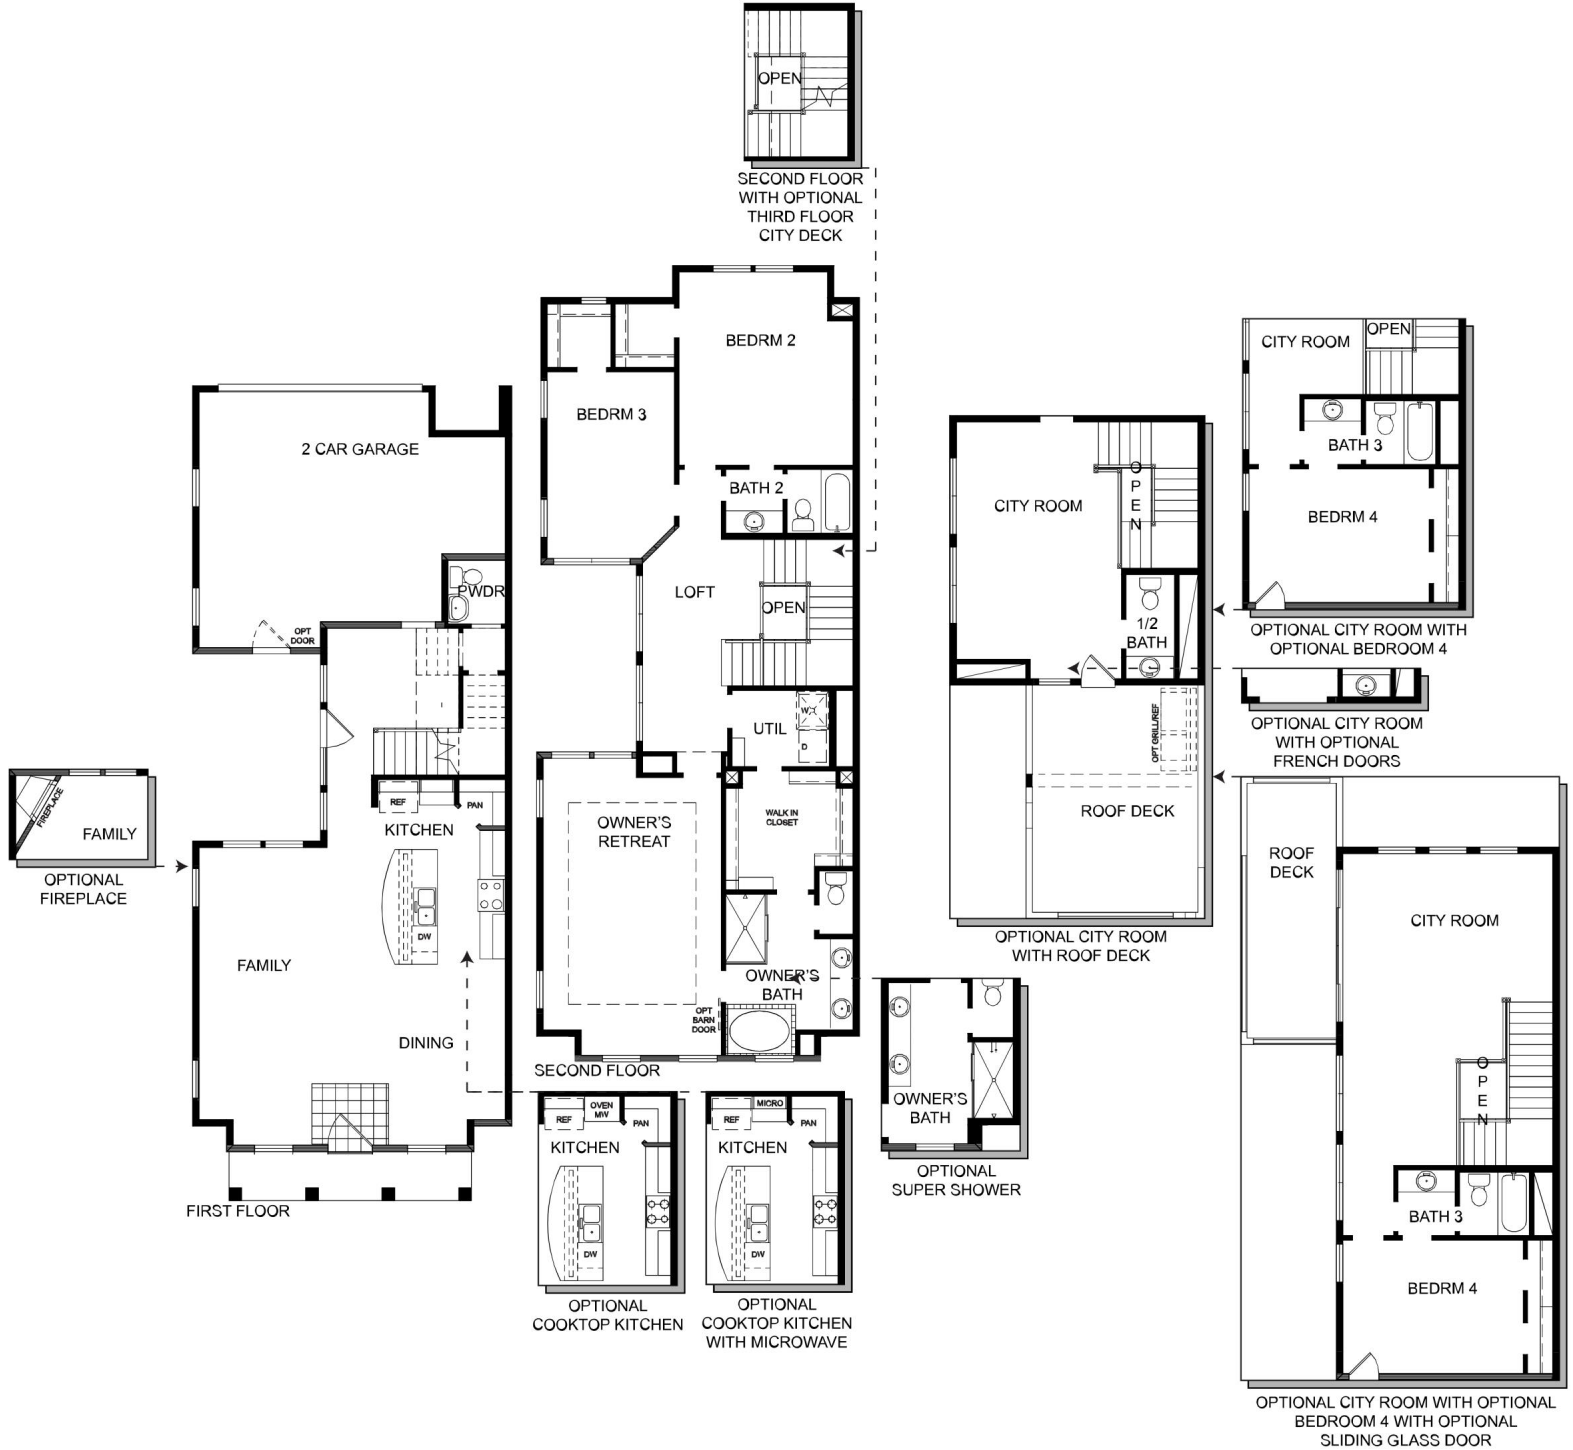 OPEN
SECOND FLOOR
WITH OPTIONAL
THIRD FLOOR
CITY DECK
2 CAR GARAGE
PWDR
OPT
DOOR
REF
PAN
KITCHEN
DW
FAMILY
DINING
FIRST FLOOR
FIREPLACE
FAMILY
OPTIONAL
FIREPLACE
BEDRM 2
BEDRM 3
BATH 2
LOFT
OPEN
UTIL
W
D
WALK IN
CLOSET
OWNER'S
RETREAT
OWNER'S
BATH
OPT
BARN
DOOR
SECOND FLOOR
REF
OVEN
MW
PAN
KITCHEN
DW
OPTIONAL
COOKTOP KITCHEN
REF
MICRO
PAN
KITCHEN
DW
OPTIONAL
COOKTOP KITCHEN
WITH MICROWAVE
OWNER'S
BATH
OPTIONAL
SUPER SHOWER
CITY ROOM
OPEN
1/2
BATH
OPT GRILL/REF
ROOF DECK
OPTIONAL CITY ROOM
WITH ROOF DECK
CITY ROOM
OPEN
BATH 3
BEDRM 4
OPTIONAL CITY ROOM WITH
OPTIONAL BEDROOM 4
OPTIONAL CITY ROOM
WITH OPTIONAL
FRENCH DOORS
ROOF
DECK
CITY ROOM
OPEN
BATH 3
BEDRM 4
OPTIONAL CITY ROOM WITH OPTIONAL
BEDROOM 4 WITH OPTIONAL
SLIDING GLASS DOOR